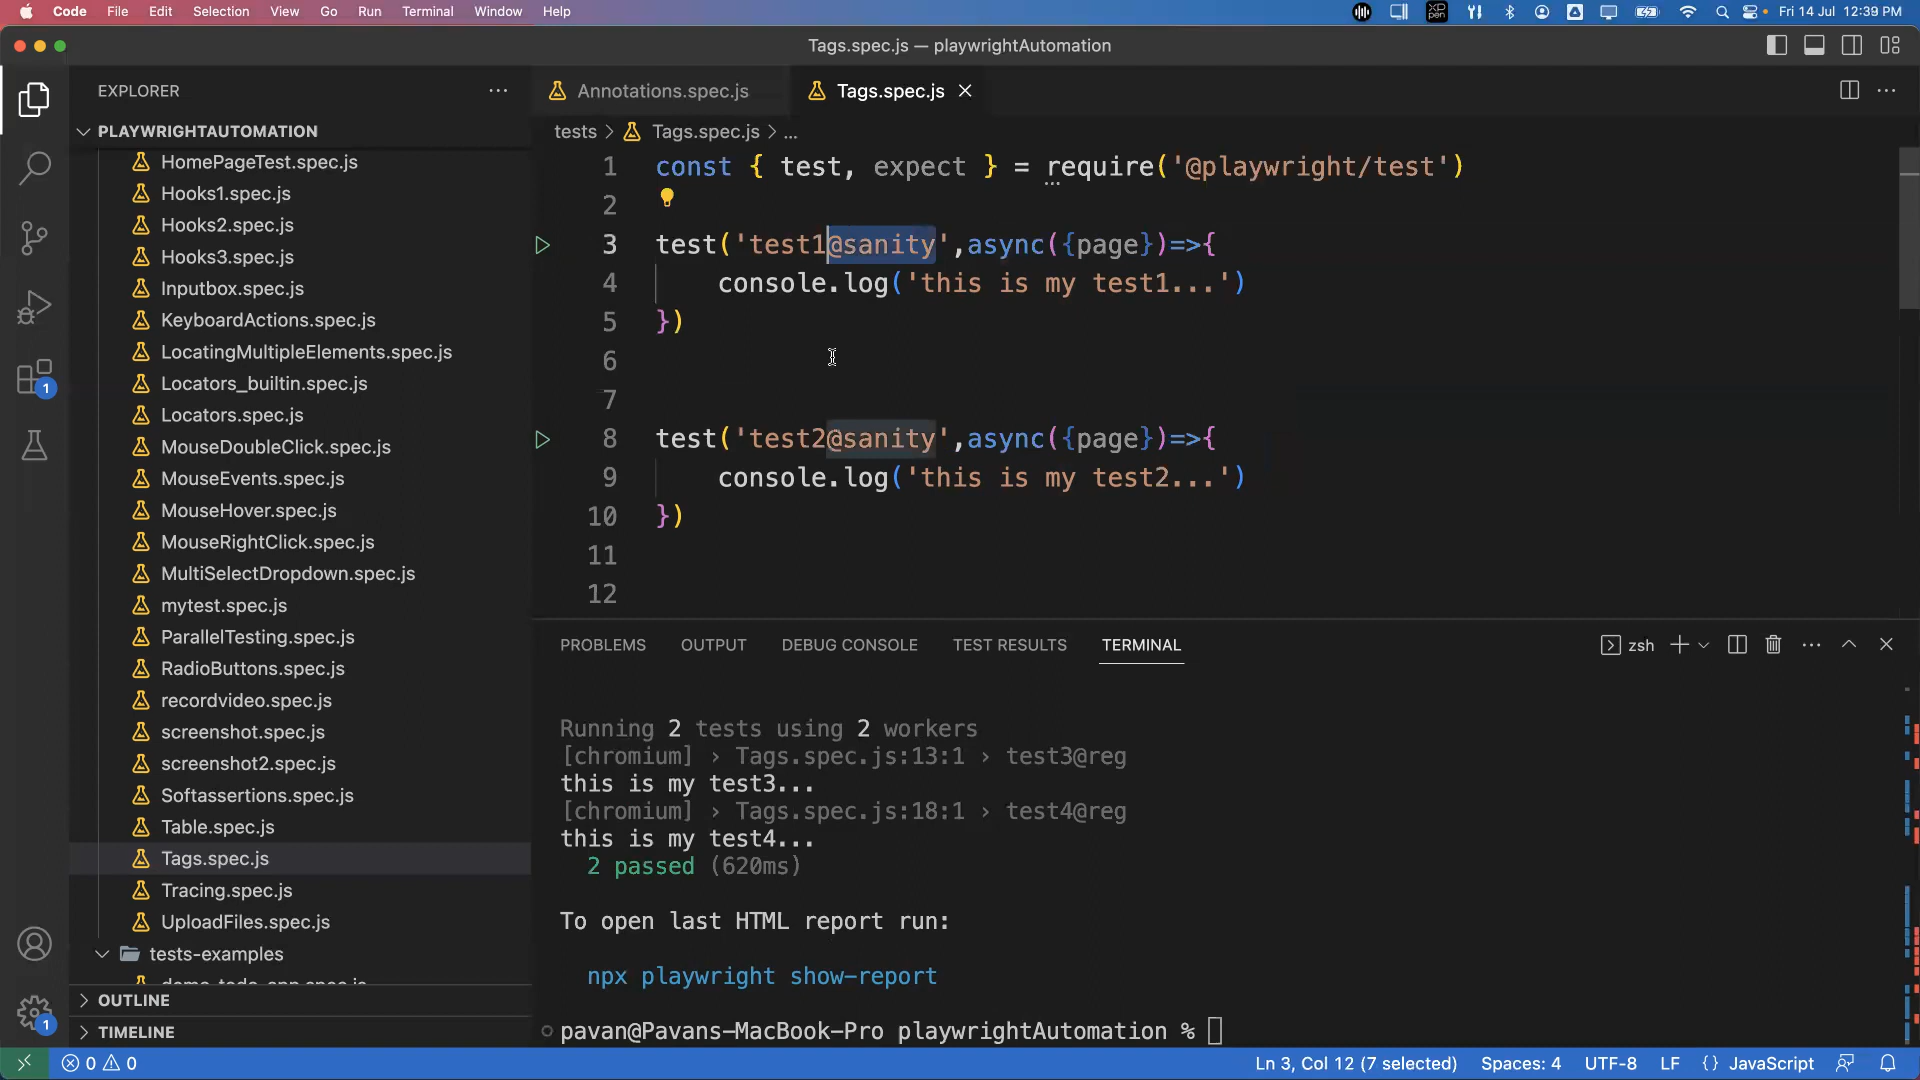 Code File Edit Selection View Go Run Terminal Window Help
XP pen
Fri 14 Jul 12:39 PM
Tags.spec.js — playwrightAutomation
EXPLORER
PLAYWRIGHTAUTOMATION
HomePageTest.spec.js
Hooks1.spec.js
Hooks2.spec.js
Hooks3.spec.js
Inputbox.spec.js
KeyboardActions.spec.js
LocatingMultipleElements.spec.js
Locators_builtin.spec.js
Locators.spec.js
MouseDoubleClick.spec.js
MouseEvents.spec.js
MouseHover.spec.js
MouseRightClick.spec.js
MultiSelectDropdown.spec.js
mytest.spec.js
ParallelTesting.spec.js
RadioButtons.spec.js
recordvideo.spec.js
screenshot.spec.js
screenshot2.spec.js
Softassertions.spec.js
Table.spec.js
Tags.spec.js
Tracing.spec.js
UploadFiles.spec.js
tests-examples
OUTLINE
TIMELINE
1
1
Annotations.spec.js
Tags.spec.js
tests > Tags.spec.js > ...
1 const { test, expect } = require('@playwright/test')
2
3 test('test1@sanity',async({page})=>{
4 console.log('this is my test1...')
5 })
6
7
8 test('test2@sanity',async({page})=>{
9 console.log('this is my test2...')
10 })
11
12
PROBLEMS OUTPUT DEBUG CONSOLE TEST RESULTS TERMINAL
zsh
Running 2 tests using 2 workers
[chromium] › Tags.spec.js:13:1 › test3@reg
this is my test3...
[chromium] › Tags.spec.js:18:1 › test4@reg
this is my test4...
2 passed (620ms)
To open last HTML report run:
npx playwright show-report
pavan@Pavans-MacBook-Pro playwrightAutomation %
0 0
Ln 3, Col 12 (7 selected) Spaces: 4 UTF-8 LF {} JavaScript